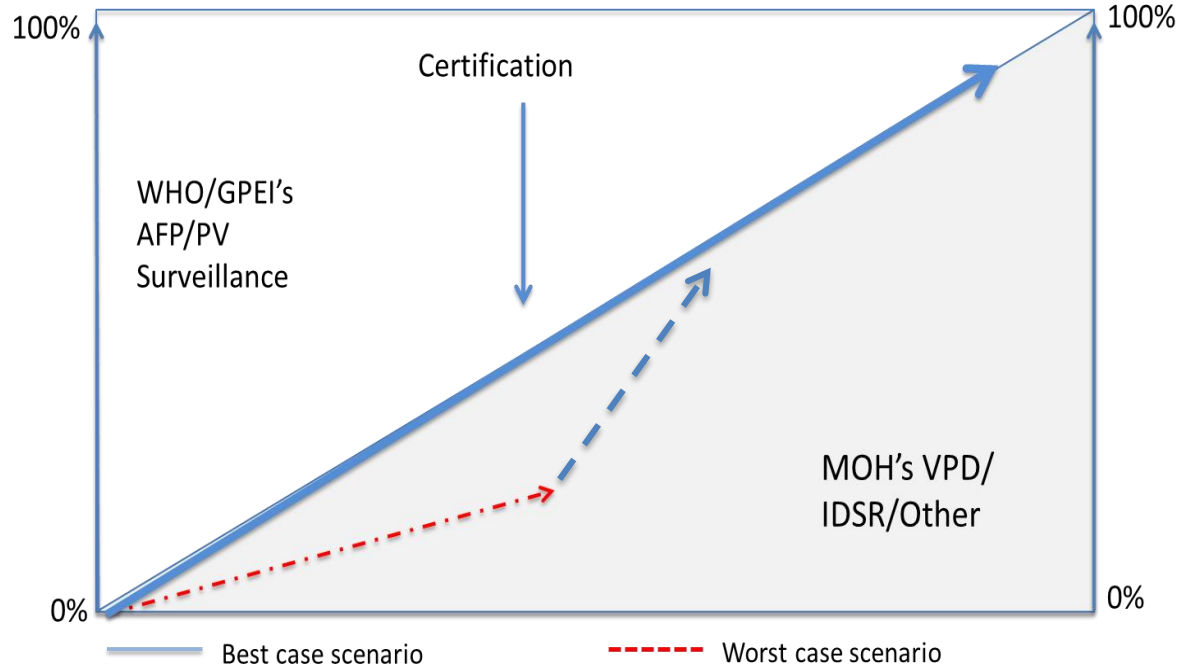 100%
100%
Certification
WHO/GPEI's
AFP/PV
Surveillance
MOH's VPD/
IDSR/Other
0%
0%
Best case scenario
Worst case scenario